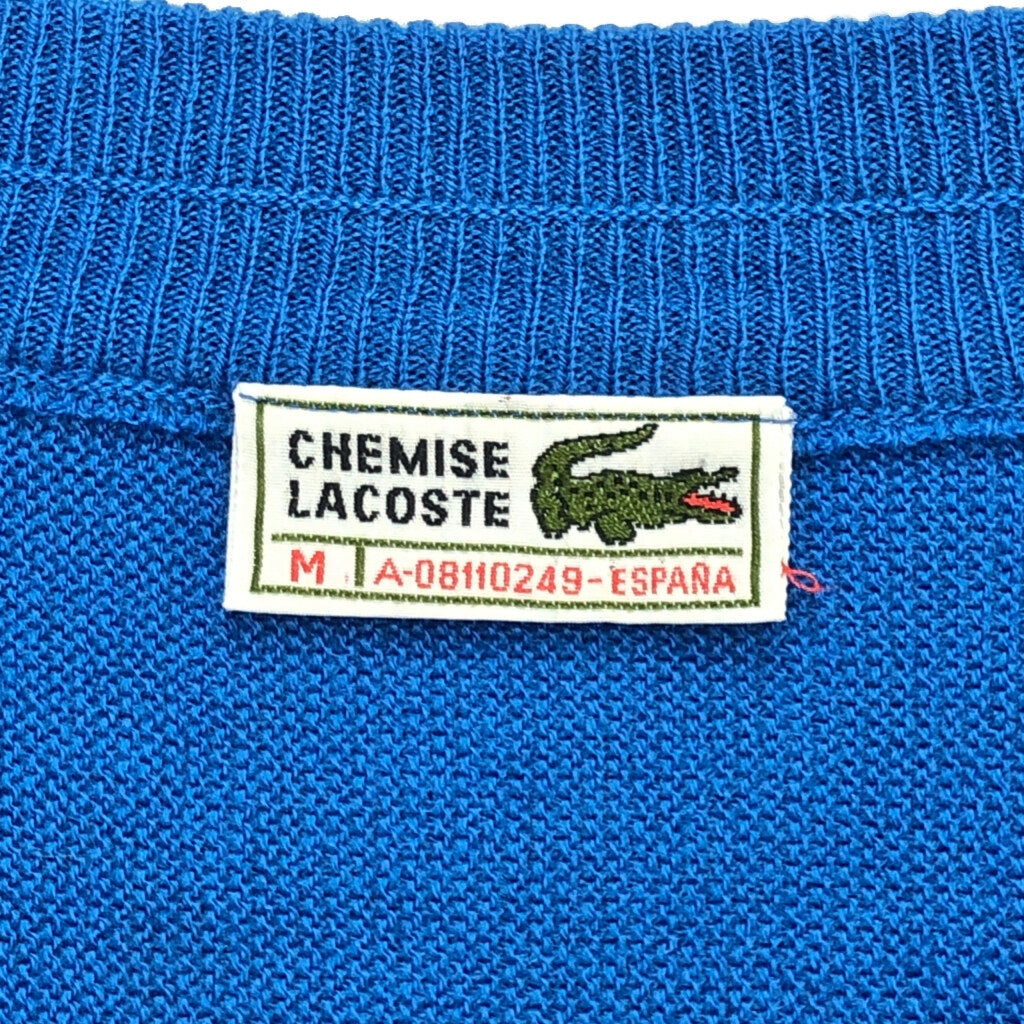 CHEMISE
LACOSTE
M A-08110249-ESPAÑA